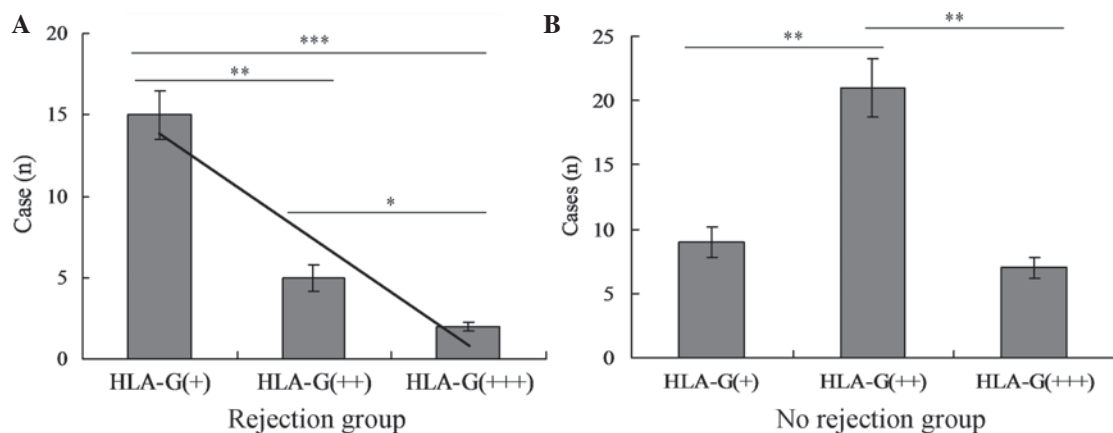 A
20
15
10
5
0
Case (n)
***
**
*
HLA-G(+) HLA-G(++) HLA-G(+++)
Rejection group
B
25
20
15
10
5
0
Cases (n)
**
**
HLA-G(+) HLA-G(++) HLA-G(+++)
No rejection group